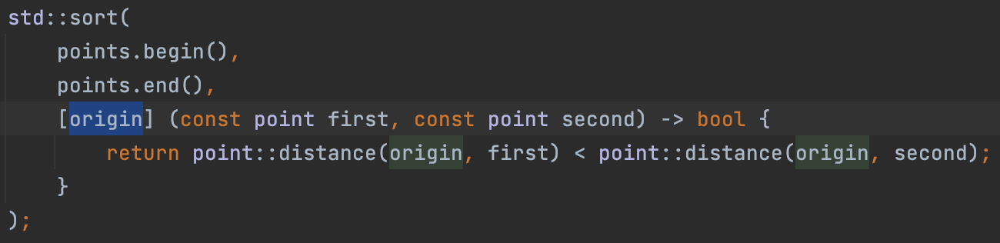 std::sort(
    points.begin(),
    points.end(),
    [origin] (const point first, const point second) -> bool {
        return point::distance(origin, first) < point::distance(origin, second);
    }
);